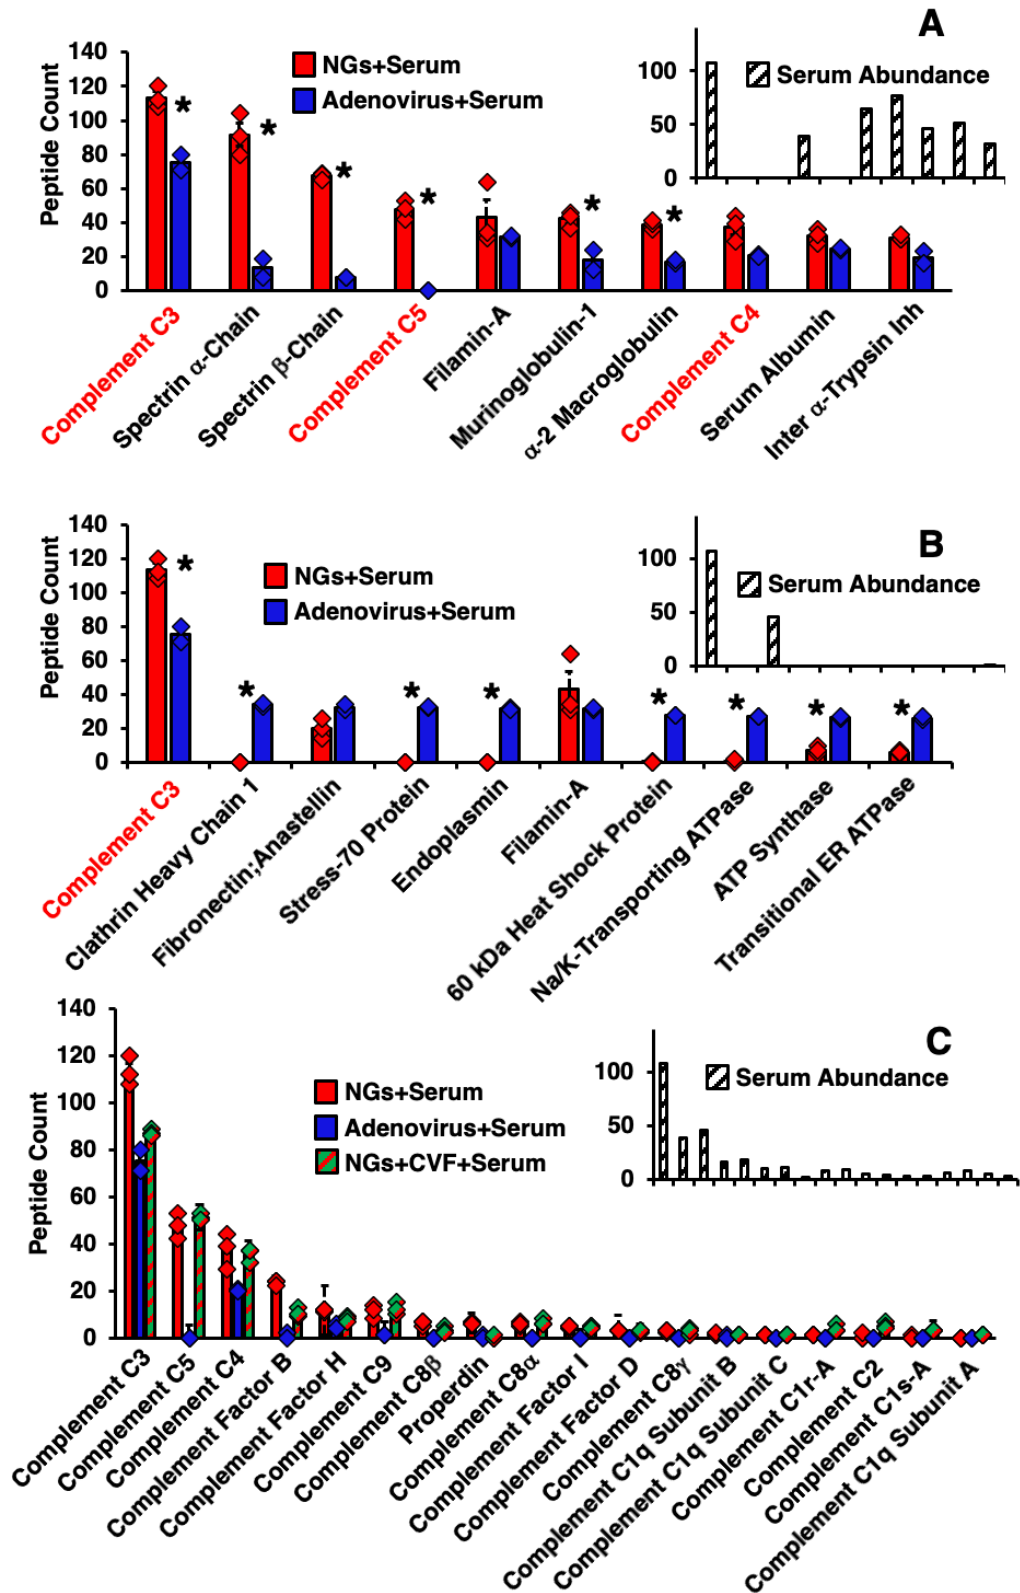 A
140
120
100
80
60
40
20
0
Peptide Count
NGs+Serum
Adenovirus+Serum
*
*
*
*
*
*
100
50
0
Serum Abundance
Complement C3
Spectrin α-Chain
Spectrin β-Chain
Complement C5
Filamin-A
Murinoglobulin-1
α-2 Macroglobulin
Complement C4
Serum Albumin
Inter α-Trypsin Inh
B
140
120
100
80
60
40
20
0
Peptide Count
NGs+Serum
Adenovirus+Serum
*
*
*
*
*
*
*
*
100
50
0
Serum Abundance
Complement C3
Clathrin Heavy Chain 1
Fibronectin;Anastellin
Stress-70 Protein
Endoplasmin
Filamin-A
60 kDa Heat Shock Protein
Na/K-Transporting ATPase
ATP Synthase
Transitional ER ATPase
C
140
120
100
80
60
40
20
0
Peptide Count
NGs+Serum
Adenovirus+Serum
NGs+CVF+Serum
100
50
0
Serum Abundance
Complement C3
Complement C5
Complement C4
Complement Factor B
Complement Factor H
Complement C9
Complement C8β
Properdin
Complement C8α
Complement Factor I
Complement Factor D
Complement C8γ
Complement C1q Subunit B
Complement C1q Subunit C
Complement C1r-A
Complement C2
Complement C1s-A
Complement C1q Subunit A